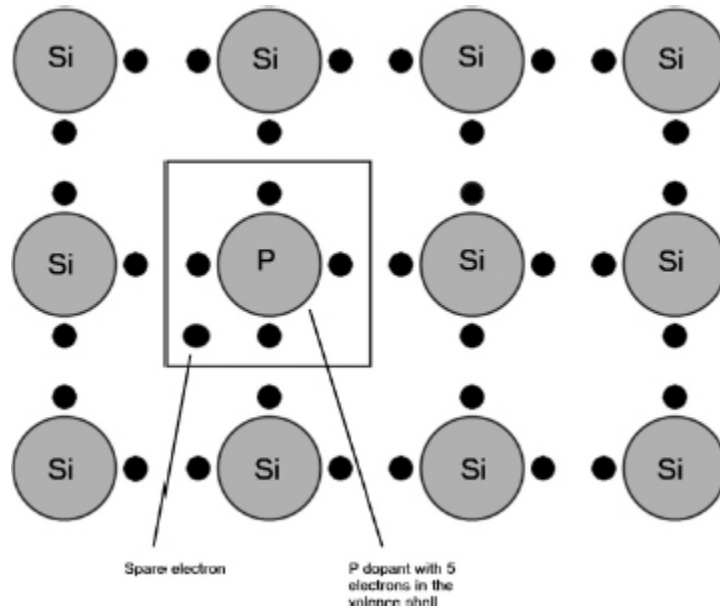 Si Si Si Si
Si P Si Si
Si Si Si Si
Spare electron
P dopant with 5
electrons in the
valence shell